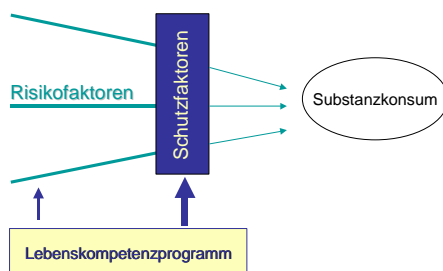 Risikofaktoren
Schutzfaktoren
Substanzkonsum
Lebenskompetenzprogramm